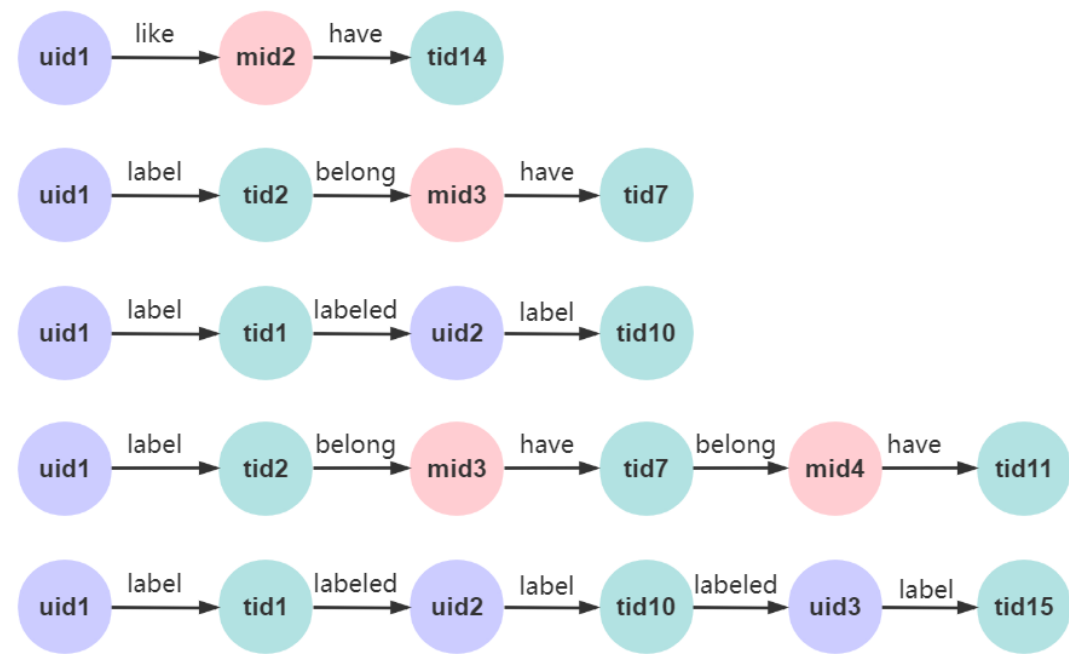 like have
uid1 mid2 tid14
label belong have
uid1 tid2 mid3 tid7
label labeled label
uid1 tid1 uid2 tid10
label belong have belong have
uid1 tid2 mid3 tid7 mid4 tid11
label labeled label labeled label
uid1 tid1 uid2 tid10 uid3 tid15